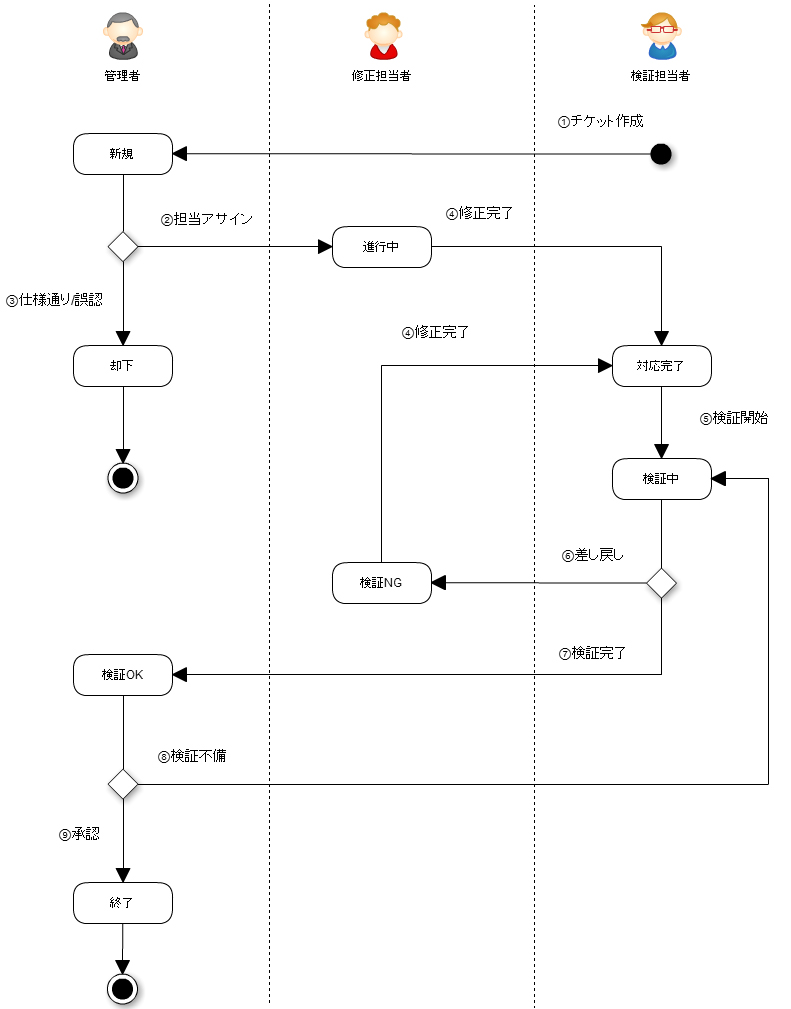 管理者
修正担当者
検証担当者
①チケット作成
新規
②担当アサイン
④修正完了
進行中
③仕様通り/誤認
④修正完了
却下
対応完了
⑤検証開始
検証中
⑥差し戻し
検証NG
⑦検証完了
検証OK
⑧検証不備
⑨承認
終了